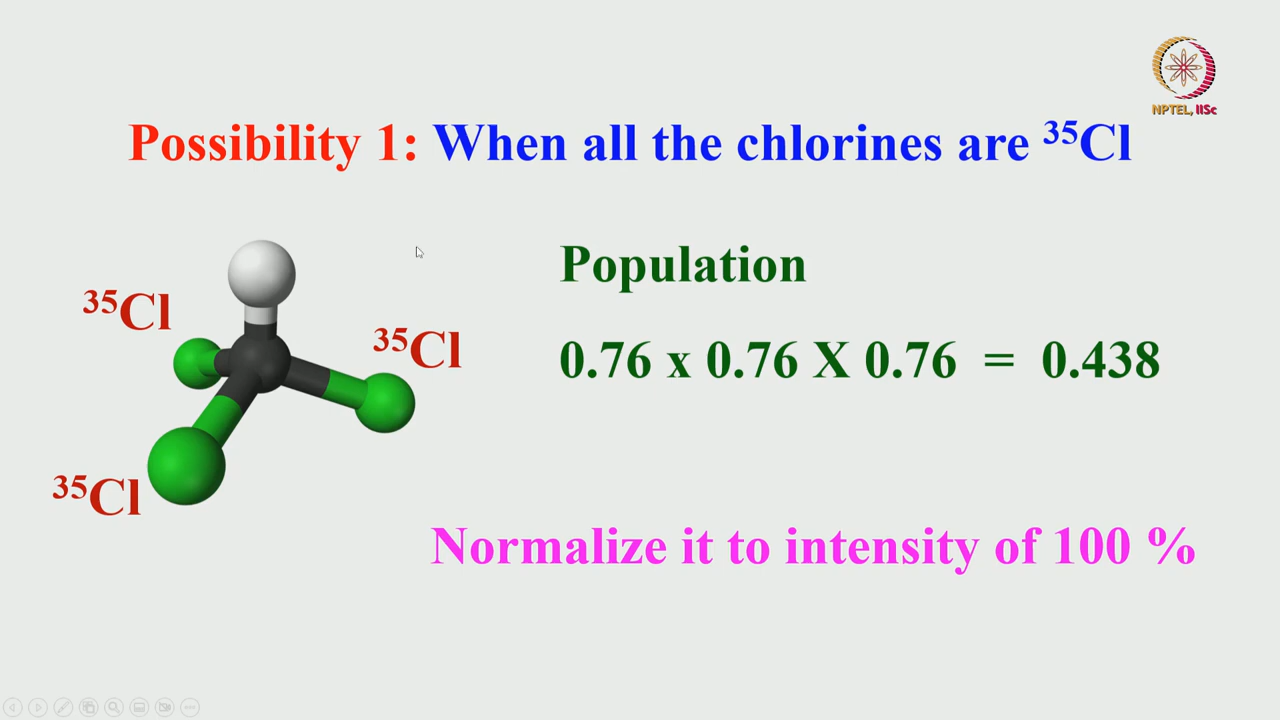 NPTEL, IISc
Possibility 1: When all the chlorines are ³⁵Cl
³⁵Cl
³⁵Cl
³⁵Cl
Population
0.76 x 0.76 X 0.76 = 0.438
Normalize it to intensity of 100 %